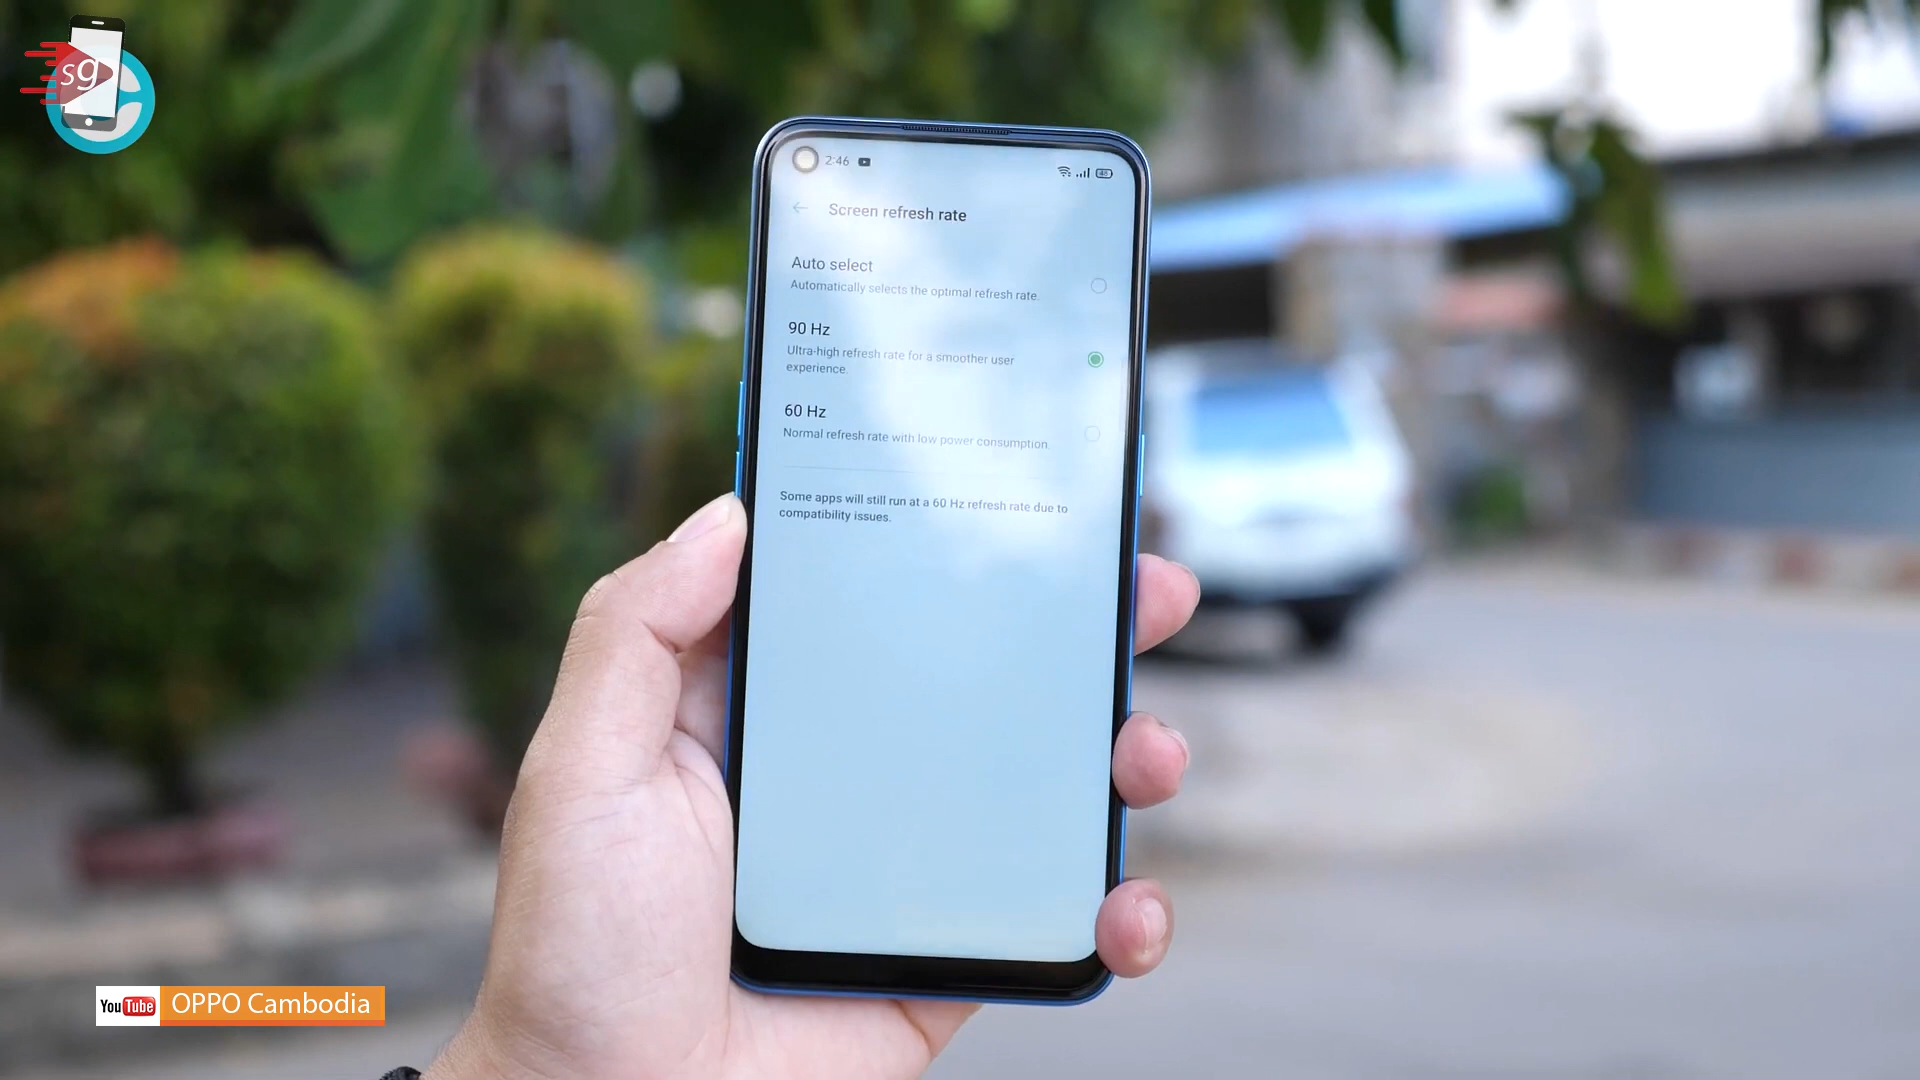 sg
2:46
48
Screen refresh rate
Auto select
Automatically selects the optimal refresh rate.
90 Hz
Ultra-high refresh rate for a smoother user
experience.
60 Hz
Normal refresh rate with low power consumption.
Some apps will still run at a 60 Hz refresh rate due to
compatibility issues.
YouTube OPPO Cambodia